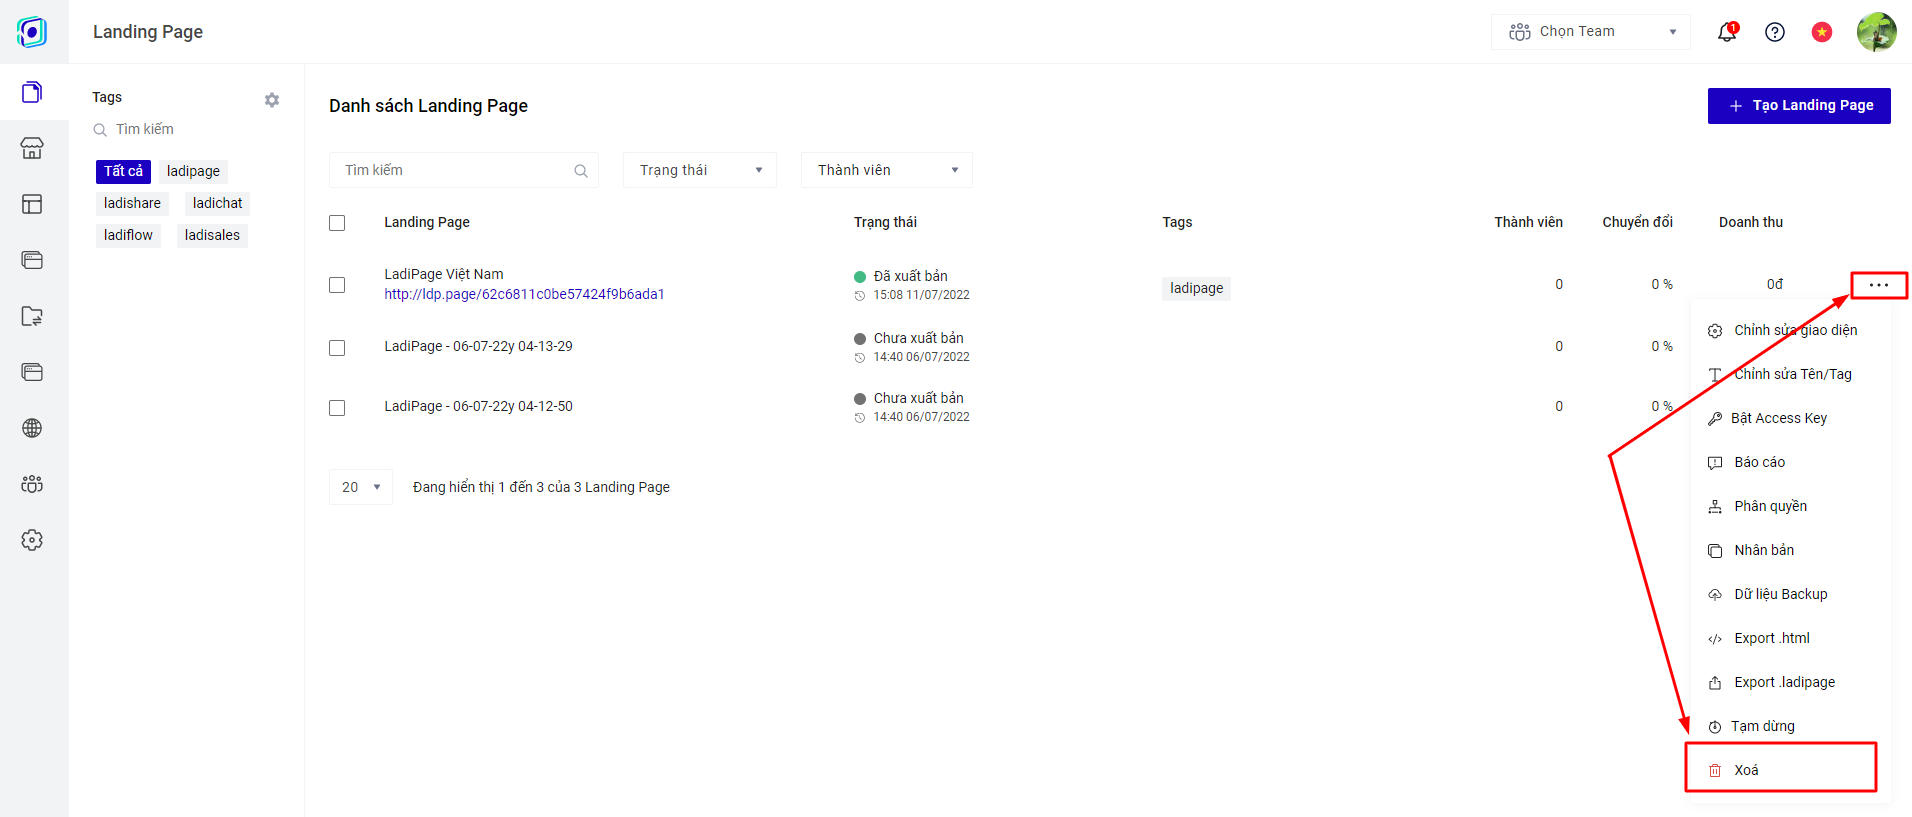 Landing Page
Chọn Team
1
Tags
Tìm kiếm
Tất cả ladipage
ladishare ladichat
ladiflow ladisales
Danh sách Landing Page
Tạo Landing Page
Tìm kiếm
Trạng thái
Thành viên
Landing Page Trạng thái Tags Thành viên Chuyển đổi Doanh thu
LadiPage Việt Nam
http://ldp.page/62c6811c0be57424f9b6ada1
Đã xuất bản
15:08 11/07/2022
ladipage
0 0 % 0đ
LadiPage - 06-07-22y 04-13-29
Chưa xuất bản
14:40 06/07/2022
0 0 %
LadiPage - 06-07-22y 04-12-50
Chưa xuất bản
14:40 06/07/2022
0 0 %
20
Đang hiển thị 1 đến 3 của 3 Landing Page
Chỉnh sửa giao diện
Chỉnh sửa Tên/Tag
Bật Access Key
Báo cáo
Phân quyền
Nhân bản
Dữ liệu Backup
Export .html
Export .ladipage
Tạm dừng
Xoá